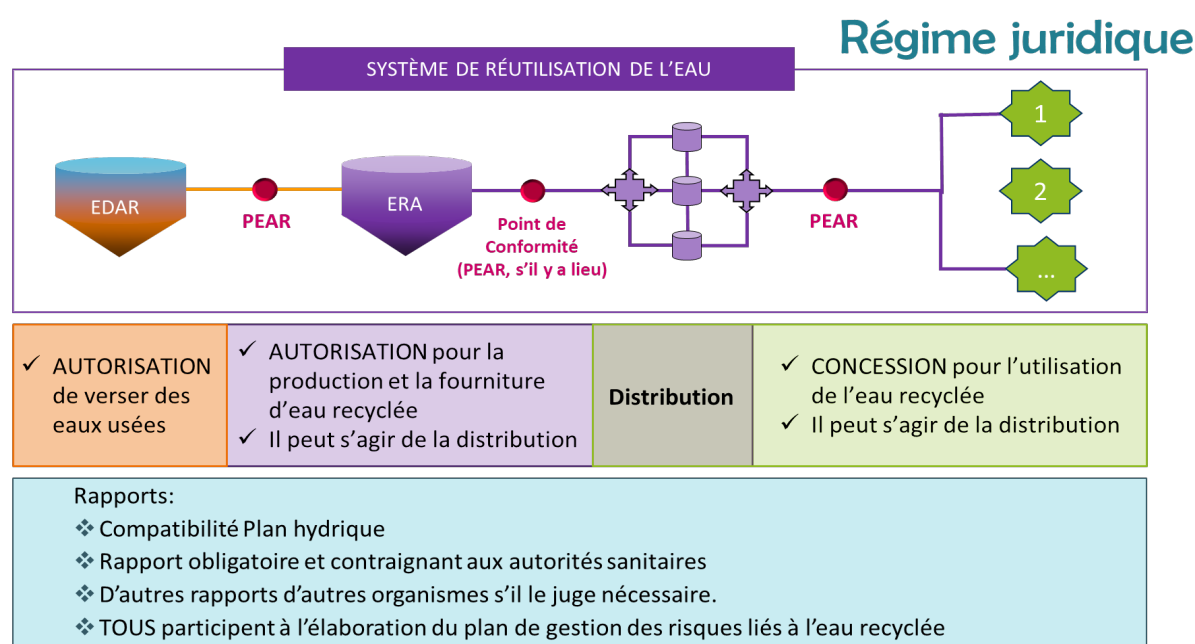 Régime juridique
SYSTÈME DE RÉUTILISATION DE L’EAU
EDAR
PEAR
ERA
Point de
Conformité
(PEAR, s’il y a lieu)
PEAR
1
2
...
✓ AUTORISATION
de verser des
eaux usées
✓ AUTORISATION pour la
production et la fourniture
d’eau recyclée
✓ Il peut s’agir de la distribution
Distribution
✓ CONCESSION pour l’utilisation
de l’eau recyclée
✓ Il peut s’agir de la distribution
Rapports:
❖ Compatibilité Plan hydrique
❖ Rapport obligatoire et contraignant aux autorités sanitaires
❖ D’autres rapports d’autres organismes s’il le juge nécessaire.
❖ TOUS participent à l’élaboration du plan de gestion des risques liés à l’eau recyclée